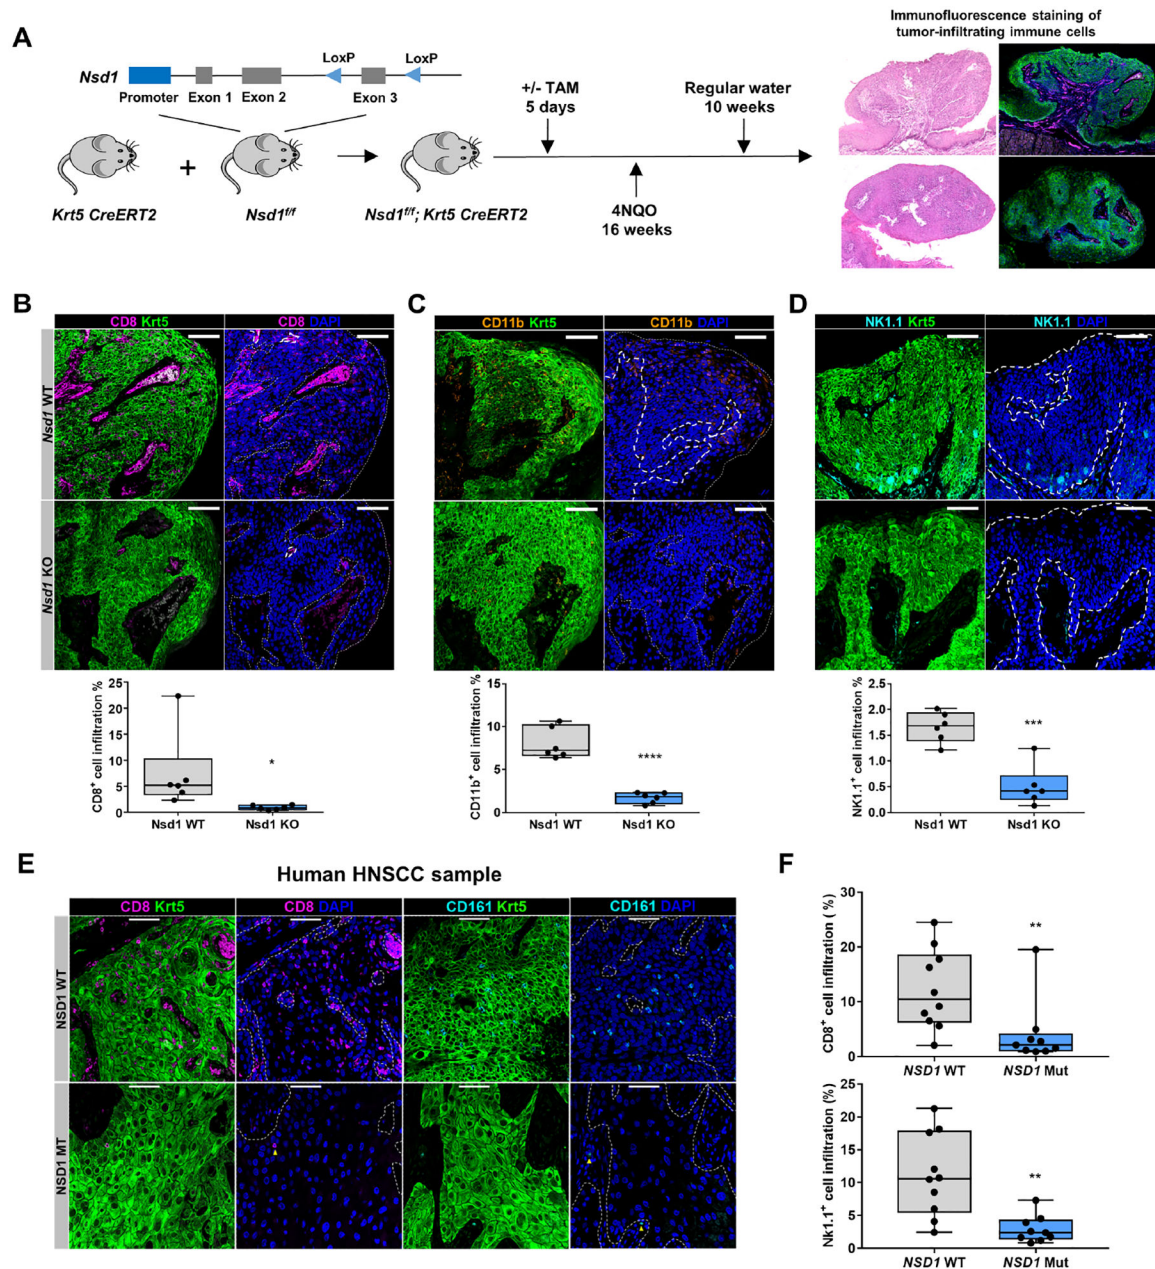 A
Immunofluorescence staining of
tumor-infiltrating immune cells
LoxP LoxP
Nsd1
Promoter Exon 1 Exon 2 Exon 3
+/- TAM
5 days
Regular water
10 weeks
+
4NQO
16 weeks
Krt5 CreERT2 Nsd1f/f Nsd1f/f; Krt5 CreERT2
B
CD8 Krt5 CD8 DAPI
Nsd1 WT
Nsd1 KO
CD8+ cell infiltration %
25
20
15
10
5
0
*
Nsd1 WT Nsd1 KO
C
CD11b Krt5 CD11b DAPI
CD11b+ cell infiltration %
15
10
5
0
****
Nsd1 WT Nsd1 KO
D
NK1.1 Krt5 NK1.1 DAPI
NK1.1+ cell infiltration %
2.5
2.0
1.5
1.0
0.5
0.0
***
Nsd1 WT Nsd1 KO
E
Human HNSCC sample
CD8 Krt5 CD8 DAPI CD161 Krt5 CD161 DAPI
NSD1 WT
NSD1 MT
F
CD8+ cell infiltration ( %)
30
20
10
0
**
NSD1 WT NSD1 Mut
Nk1.1+ cell infiltration (%)
25
20
15
10
5
0
**
NSD1 WT NSD1 Mut